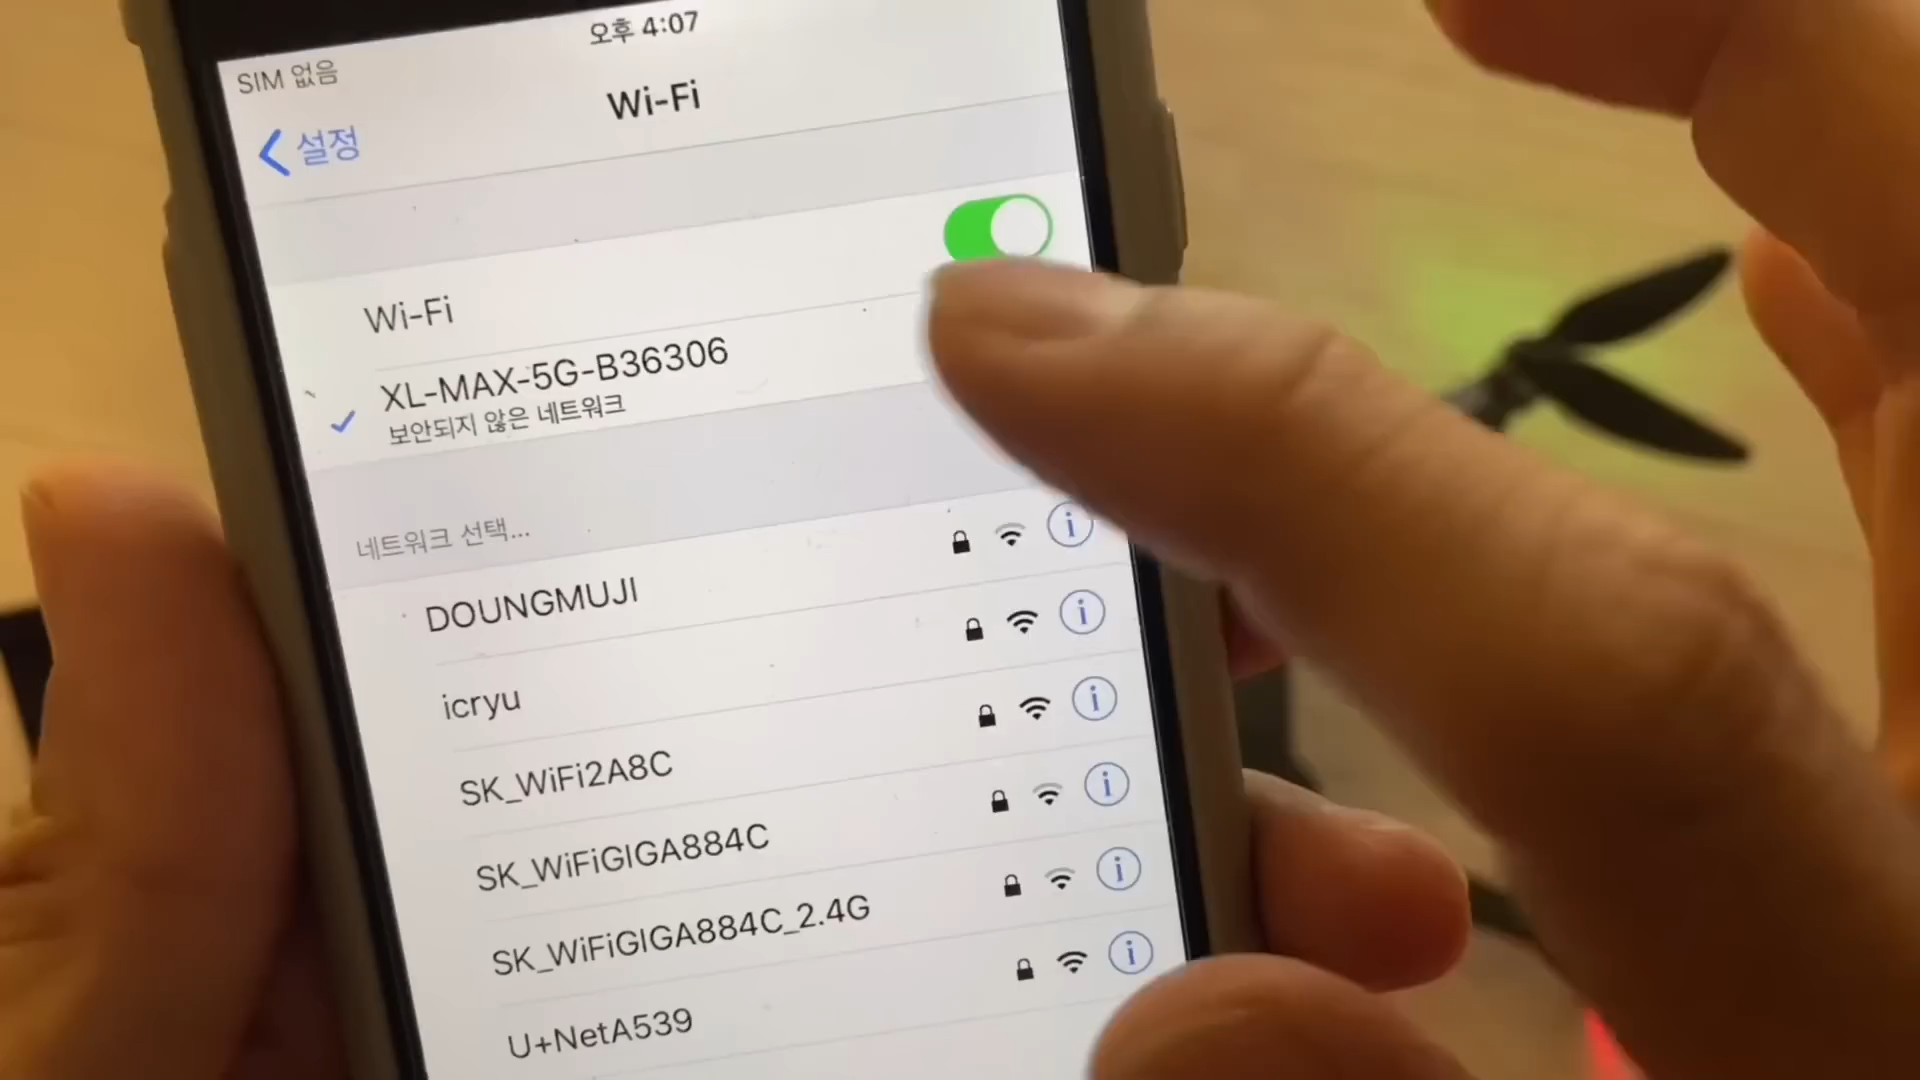 오후 4:07
SIM 없음
설정
Wi-Fi
Wi-Fi
XL-MAX-5G-B36306
보안되지 않은 네트워크
네트워크 선택...
DOUNGMUJI
icryu
SK_WiFi2A8C
SK_WiFiGIGA884C
SK_WiFiGIGA884C_2.4G
U+NetA539